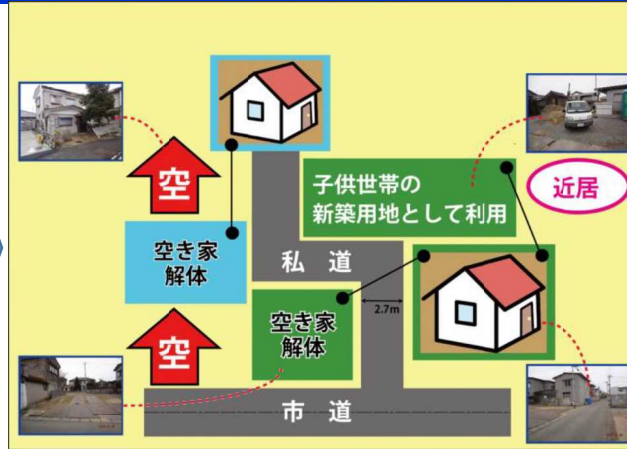 空
子供世帯の
新築用地として利用
近居
空き家
解体
私 道
2.7m
空き家
解体
空
市 道